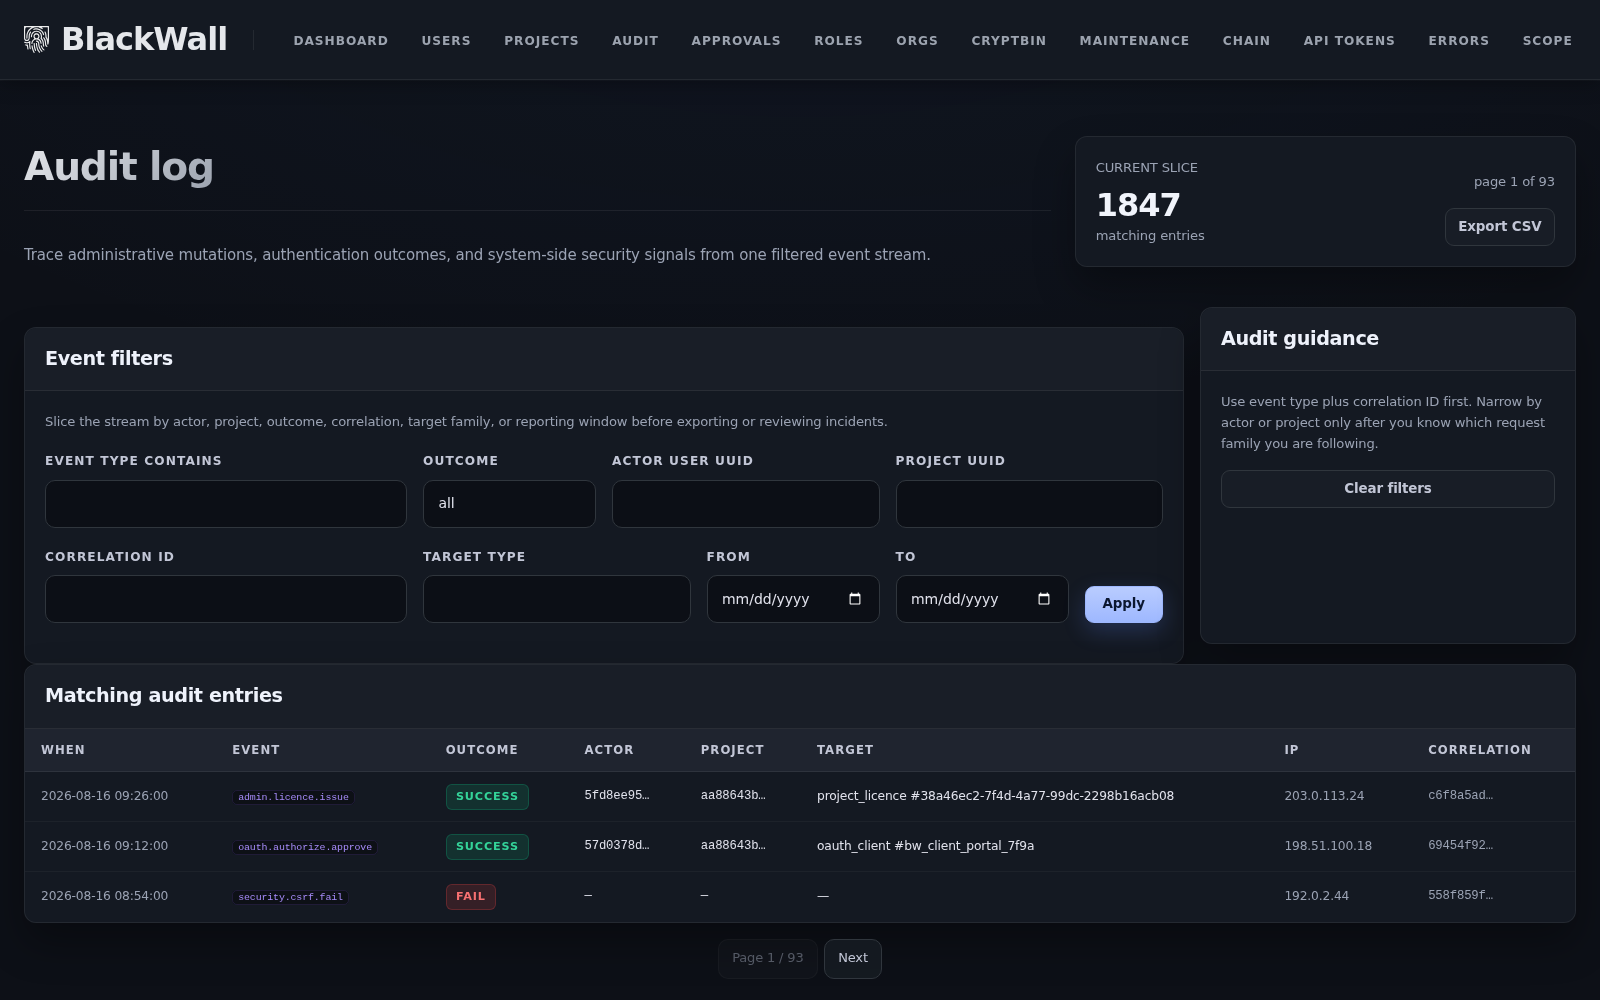 BlackWall
DASHBOARD USERS PROJECTS AUDIT APPROVALS ROLES ORGS CRYPTBIN MAINTENANCE CHAIN API TOKENS ERRORS SCOPE
Audit log
Trace administrative mutations, authentication outcomes, and system-side security signals from one filtered event stream.
CURRENT SLICE
1847
matching entries
page 1 of 93
Export CSV
Event filters
Slice the stream by actor, project, outcome, correlation, target family, or reporting window before exporting or reviewing incidents.
EVENT TYPE CONTAINS OUTCOME ACTOR USER UUID PROJECT UUID
all
CORRELATION ID TARGET TYPE FROM TO
mm/dd/yyyy mm/dd/yyyy Apply
Audit guidance
Use event type plus correlation ID first. Narrow by
actor or project only after you know which request
family you are following.
Clear filters
Matching audit entries
WHEN EVENT OUTCOME ACTOR PROJECT TARGET IP CORRELATION
2026-08-16 09:26:00 admin.licence.issue SUCCESS 5fd8ee95… aa88643b… project_licence #38a46ec2-7f4d-4a77-99dc-2298b16acb08 203.0.113.24 c6f8a5ad…
2026-08-16 09:12:00 oauth.authorize.approve SUCCESS 57d0378d… aa88643b… oauth_client #bw_client_portal_7f9a 198.51.100.18 69454f92…
2026-08-16 08:54:00 security.csrf.fail FAIL — — — 192.0.2.44 558f859f…
Page 1 / 93 Next